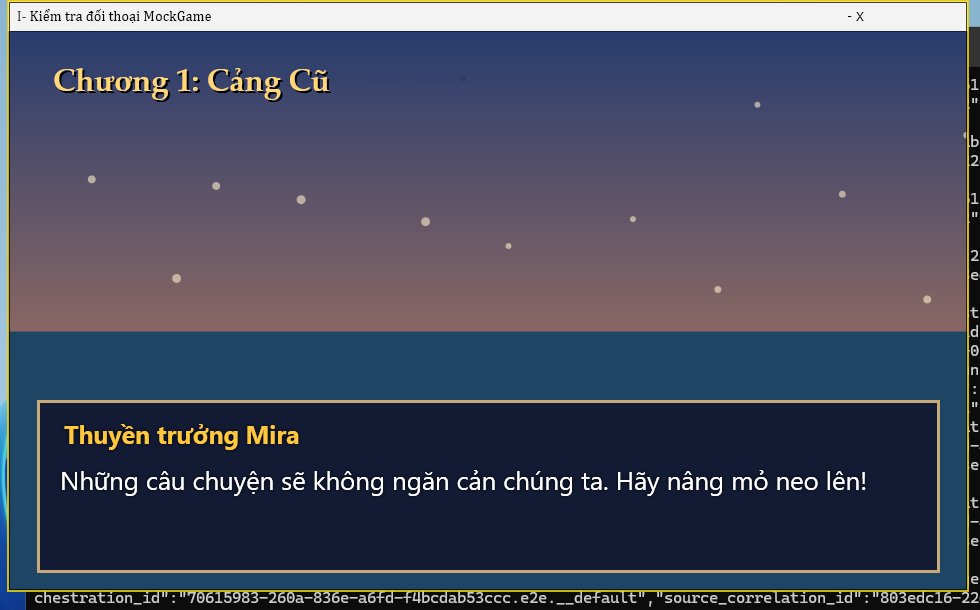 I- Kiểm tra đối thoại MockGame - X
Chương 1: Cảng Cũ
Thuyền trưởng Mira
Những câu chuyện sẽ không ngăn cản chúng ta. Hãy nâng mỏ neo lên!
chestration_id":"70615983-260a-836e-a6fd-f4bcdab53ccc.e2e.__default","source_correlation_id":"803edc16-2